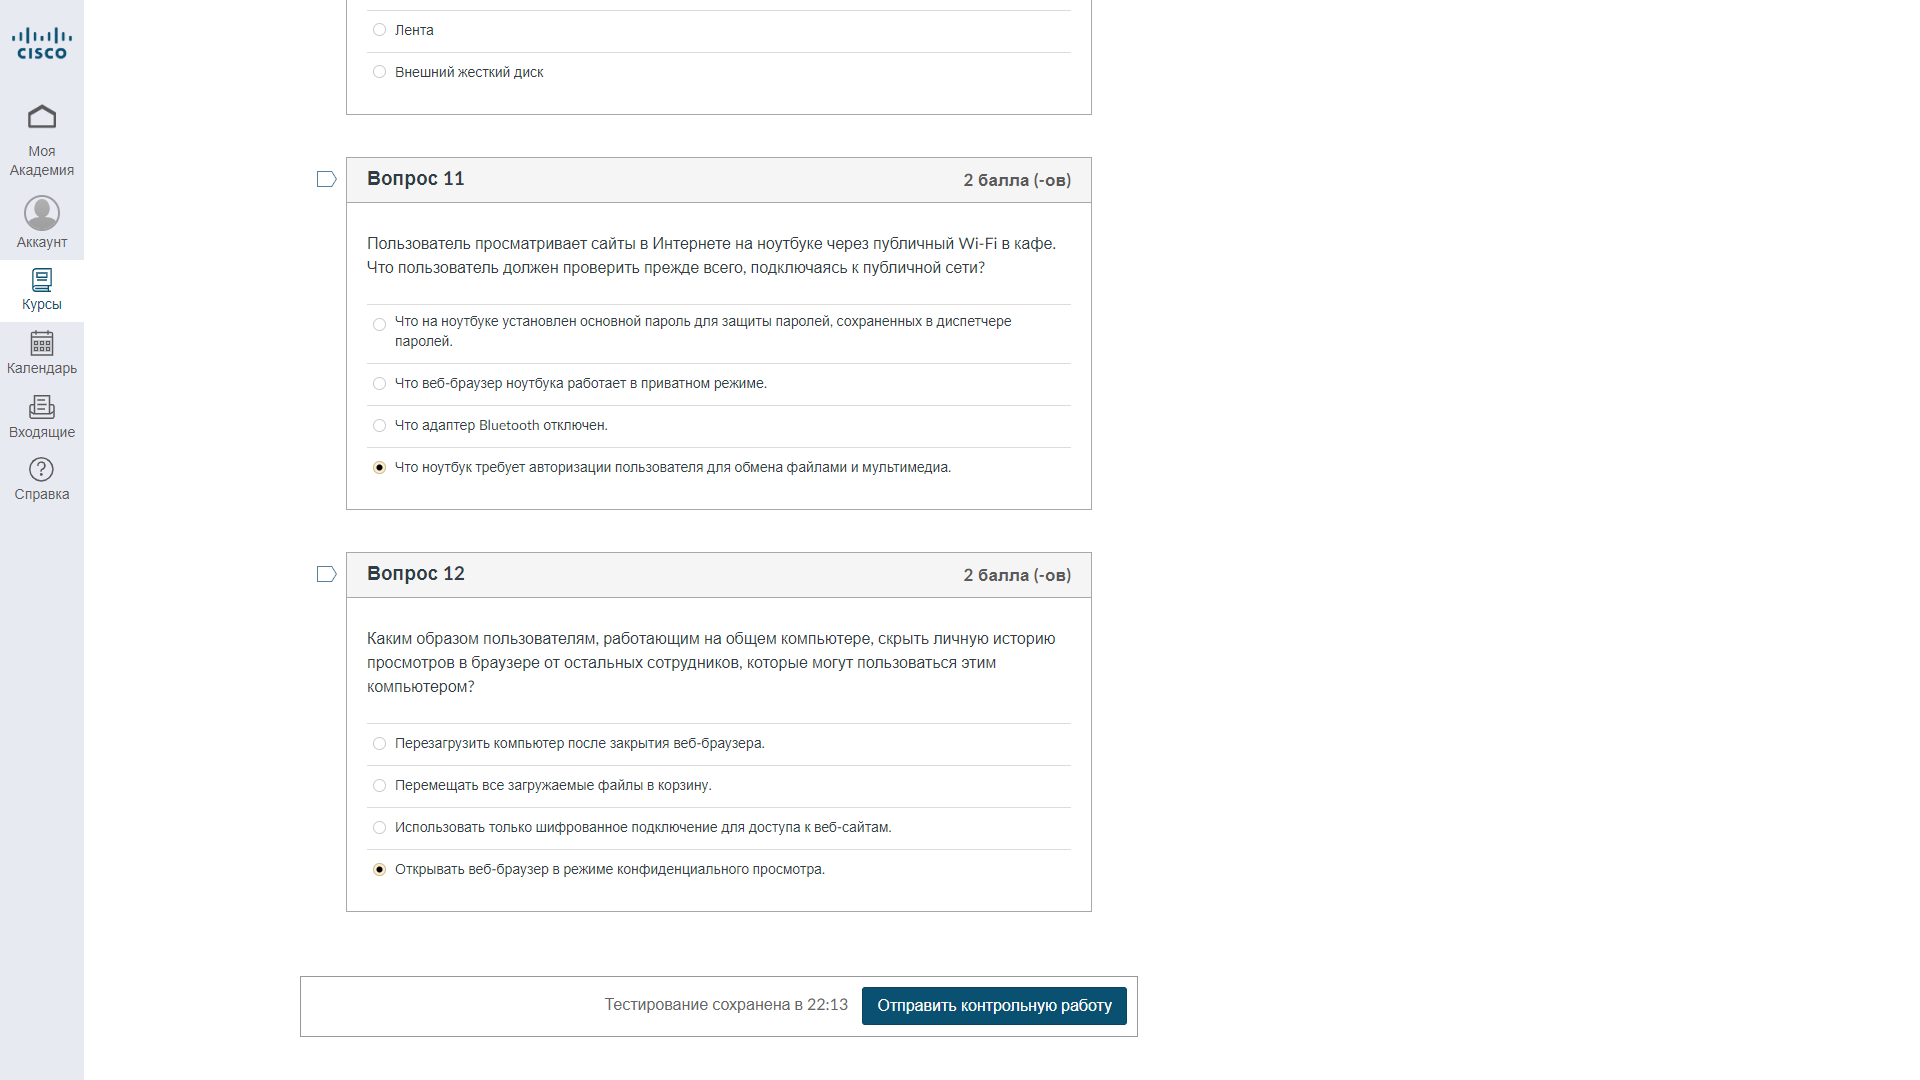 CISCO
Моя
Академия
Аккаунт
Курсы
Календарь
Входящие
?
Справка
Лента
Внешний жесткий диск
Вопрос 11
2 балла (-ов)
Пользователь просматривает сайты в Интернете на ноутбуке через публичный Wi-Fi в кафе.
Что пользователь должен проверить прежде всего, подключаясь к публичной сети?
Что на ноутбуке установлен основной пароль для защиты паролей, сохраненных в диспетчере
паролей.
Что веб-браузер ноутбука работает в приватном режиме.
Что адаптер Bluetooth отключен.
Что ноутбук требует авторизации пользователя для обмена файлами и мультимедиа.
Вопрос 12
2 балла (-ов)
Каким образом пользователям, работающим на общем компьютере, скрыть личную историю
просмотров в браузере от остальных сотрудников, которые могут пользоваться этим
компьютером?
Перезагрузить компьютер после закрытия веб-браузера.
Перемещать все загружаемые файлы в корзину.
Использовать только шифрованное подключение для доступа к веб-сайтам.
Открывать веб-браузер в режиме конфиденциального просмотра.
Тестирование сохранена в 22:13
Отправить контрольную работу